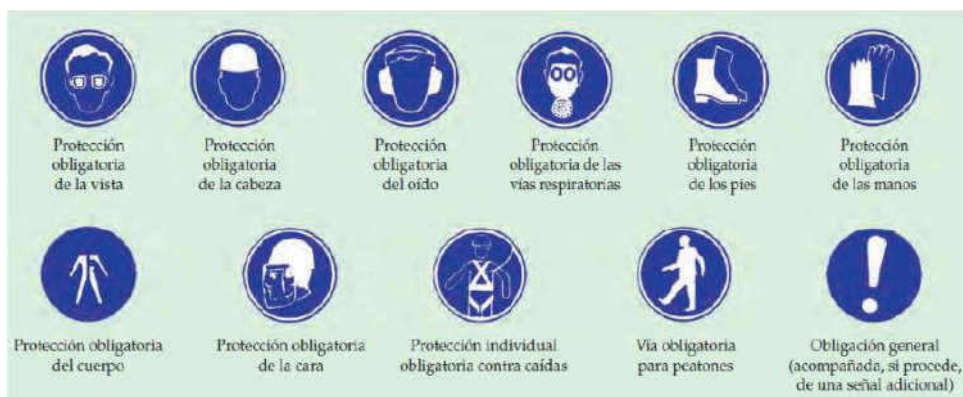 Protección
obligatoria
de la vista
Protección
obligatoria
de la cabeza
Protección
obligatoria
del oído
Protección
obligatoria de las
vías respiratorias
Protección
obligatoria
de los pies
Protección
obligatoria
de las manos
Protección obligatoria
del cuerpo
Protección obligatoria
de la cara
Protección individual
obligatoria contra caídas
Vía obligatoria
para peatones
Obligación general
(acompañada, si procede,
de una señal adicional)